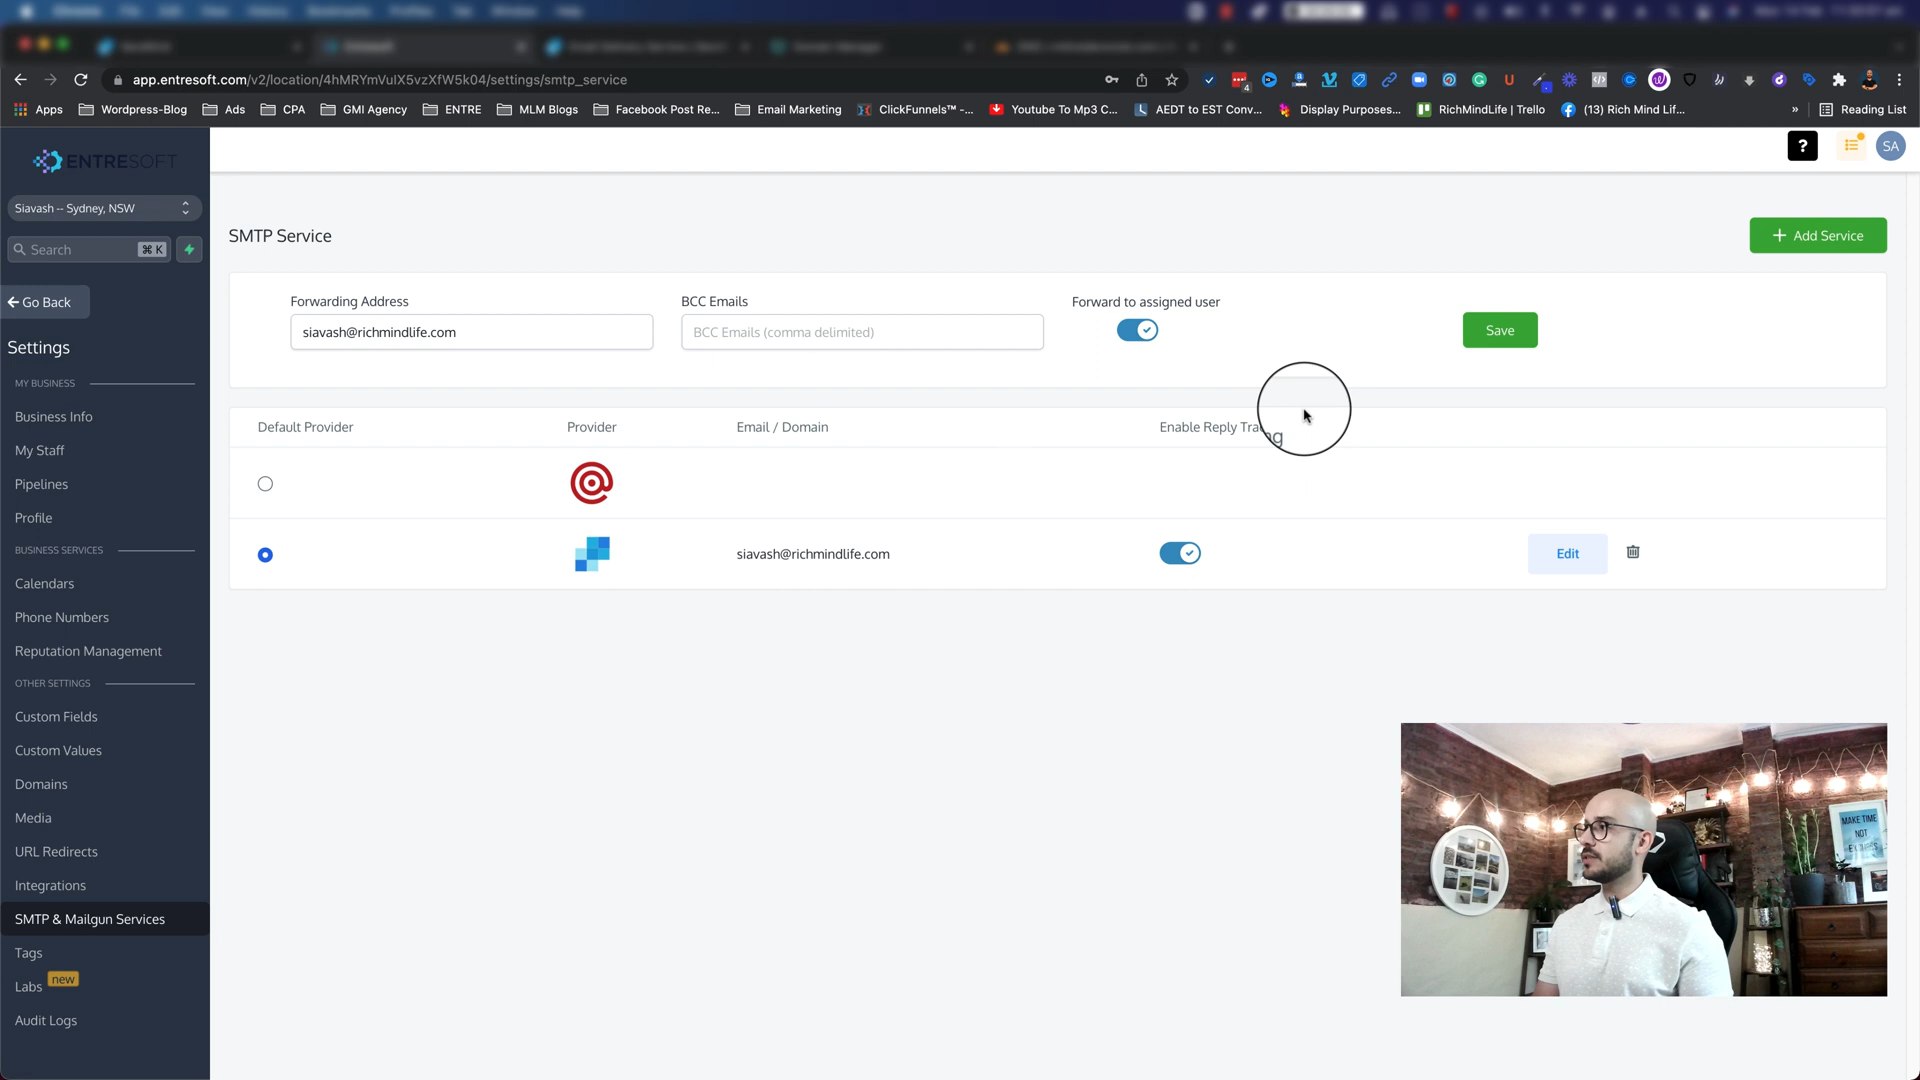 app.entresoft.com/v2/location/4hMRYmVulX5vzXfW5k04/settings/smtp_service
4
Apps
Wordpress-Blog
Ads
CPA
GMI Agency
ENTRE
MLM Blogs
Facebook Post Re...
Email Marketing
ClickFunnels™ -...
Youtube To Mp3 C...
AEDT to EST Conv...
Display Purposes...
RichMindLife | Trello
(13) Rich Mind Lif...
»
Reading List
ENTRESOFT
?
SA
Siavash -- Sydney, NSW
Search
⌘ K
Go Back
Settings
MY BUSINESS
Business Info
My Staff
Pipelines
Profile
BUSINESS SERVICES
Calendars
Phone Numbers
Reputation Management
OTHER SETTINGS
Custom Fields
Custom Values
Domains
Media
URL Redirects
Integrations
SMTP & Mailgun Services
Tags
Labs new
Audit Logs
SMTP Service
+ Add Service
Forwarding Address
siavash@richmindlife.com
BCC Emails
BCC Emails (comma delimited)
Forward to assigned user
Save
Default Provider
Provider
Email / Domain
Enable Reply
siavash@richmindlife.com
Edit
MAKE TIME
NOT